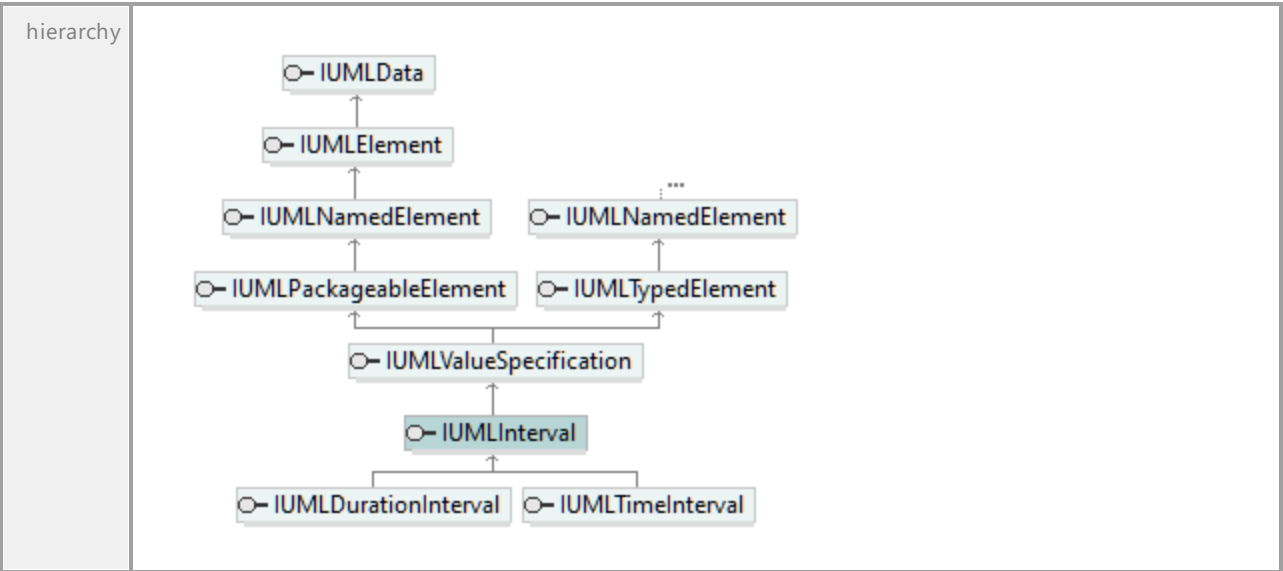 hierarchy
IUMLData
IUMLElement
...
IUMLNamedElement IUMLNamedElement
IUMLPackageableElement IUMLTypedElement
IUMLValueSpecification
IUMLInterval
IUMLDurationInterval IUMLTimeInterval